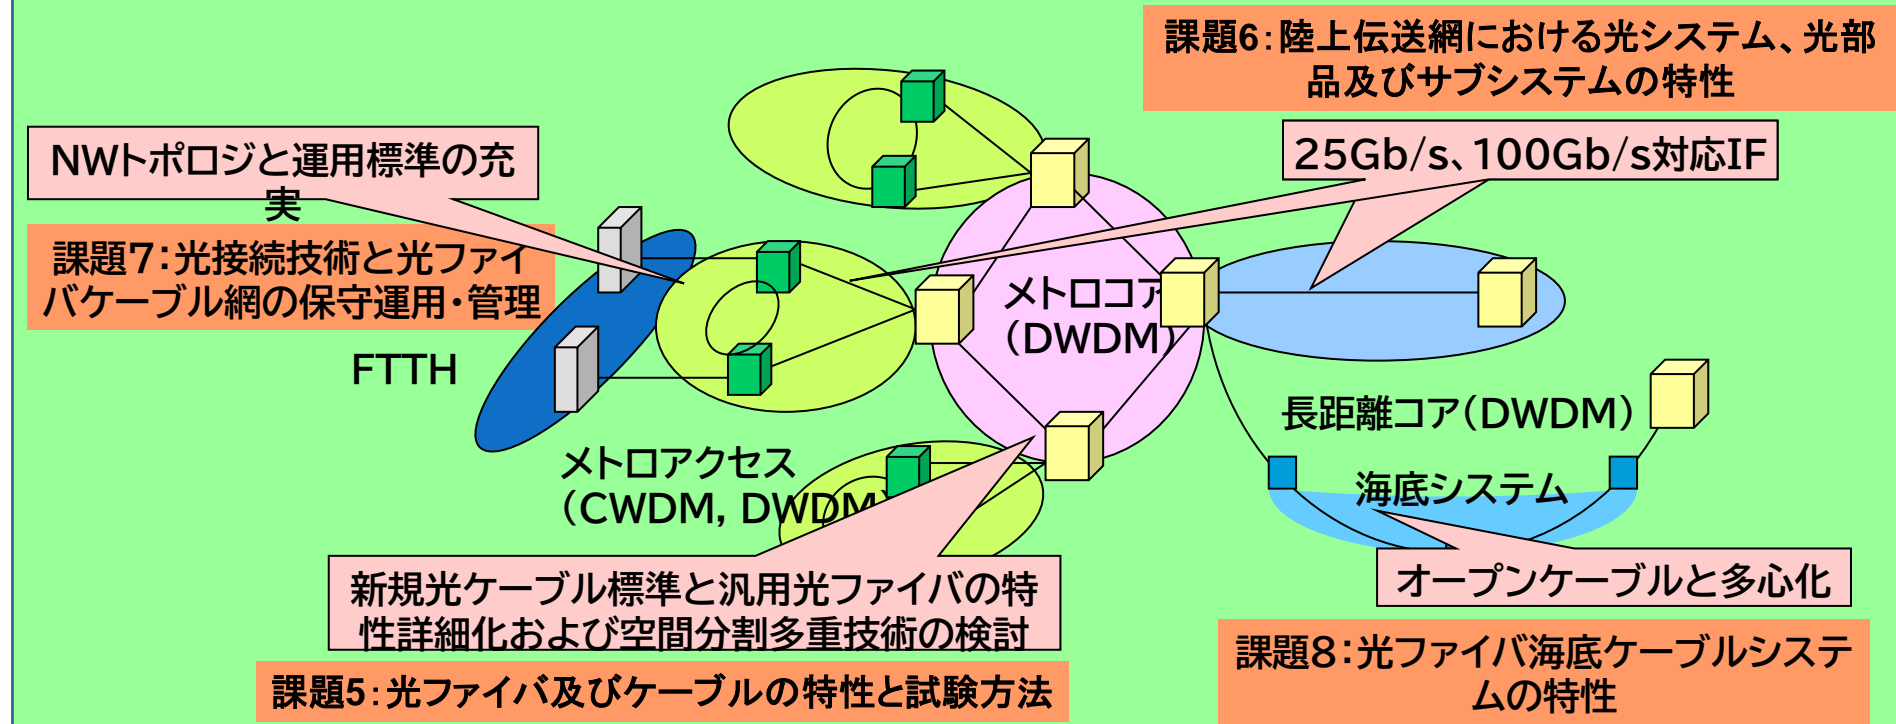 課題6：陸上伝送網における光システム、光部
品及びサブシステムの特性
25Gb/s、100Gb/s対応IF
NWトポロジと運用標準の充
実
課題7：光接続技術と光ファイ
バケーブル網の保守運用・管理
FTTH
メトロコア
（DWDM）
長距離コア（DWDM）
メトロアクセス
（CWDM, DWDM）
海底システム
オープンケーブルと多心化
新規光ケーブル標準と汎用光ファイバの特
性詳細化および空間分割多重技術の検討
課題5：光ファイバ及びケーブルの特性と試験方法
課題8：光ファイバ海底ケーブルシステ
ムの特性